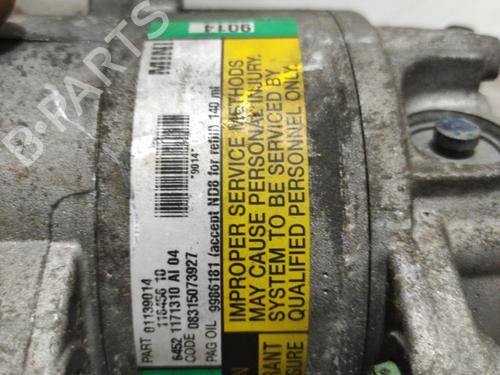 B-PARTS
9014
MINI
PART 01139014
116456 10
6452 1171310 AI 04
CODE 08315073927
PAG OIL 9986181 (accept ND8 for refill) 140 ml
*9014*
IMPROPER SERVICE METHODS
MAY CAUSE PERSONAL INJURY.
SYSTEM TO BE SERVICED BY
QUALIFIED PERSONNEL ONLY.